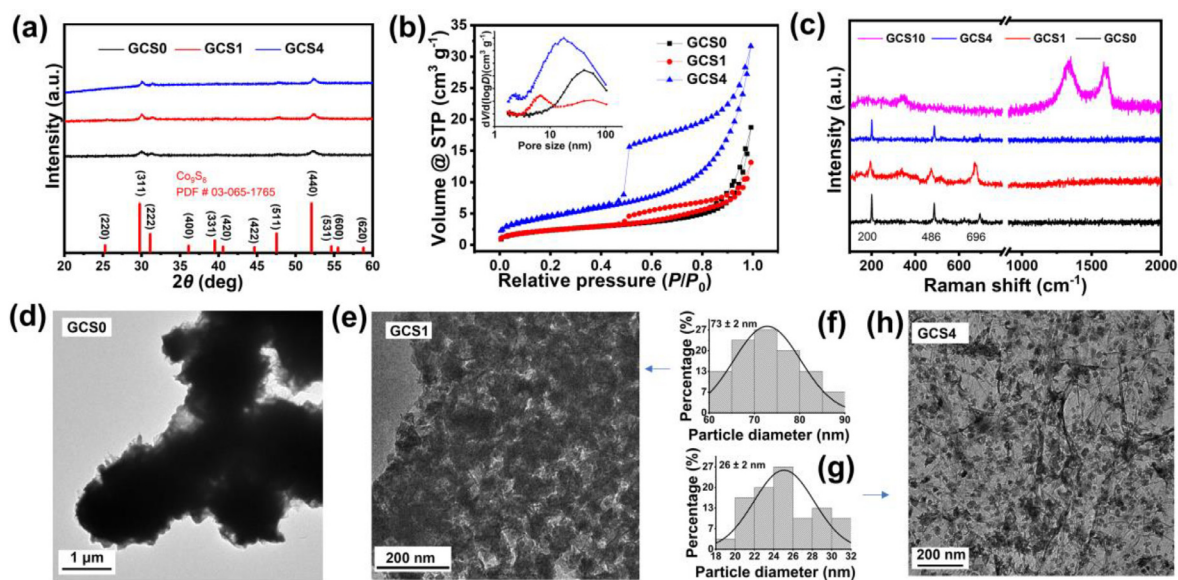 (a)
GCS0 GCS1 GCS4
Intensity (a.u.)
Co9S8
PDF # 03-065-1765
(220) (311) (222) (400) (331) (420) (422) (511) (440) (531) (600) (620)
20 25 30 35 40 45 50 55 60
2θ (deg)
(b)
GCS0
GCS1
GCS4
dV/d(logD)(cm³ g⁻¹)
1 10 100
Pore size (nm)
Volume @ STP (cm³ g⁻¹)
35
30
25
20
15
10
5
0
0.0 0.2 0.4 0.6 0.8 1.0
Relative pressure (P/P₀)
(c)
GCS10 GCS4 GCS1 GCS0
Intensity (a.u.)
200 486 696
200 400 600 1000 1500 2000
Raman shift (cm⁻¹)
(d)
GCS0
1 μm
(e)
GCS1
200 nm
(f)
73 ± 2 nm
Percentage (%)
27
20
13
7
0
60 70 80 90
Particle diameter (nm)
(g)
26 ± 2 nm
Percentage (%)
27
20
13
7
0
18 20 22 24 26 28 30 32
Particle diameter (nm)
(h)
GCS4
200 nm